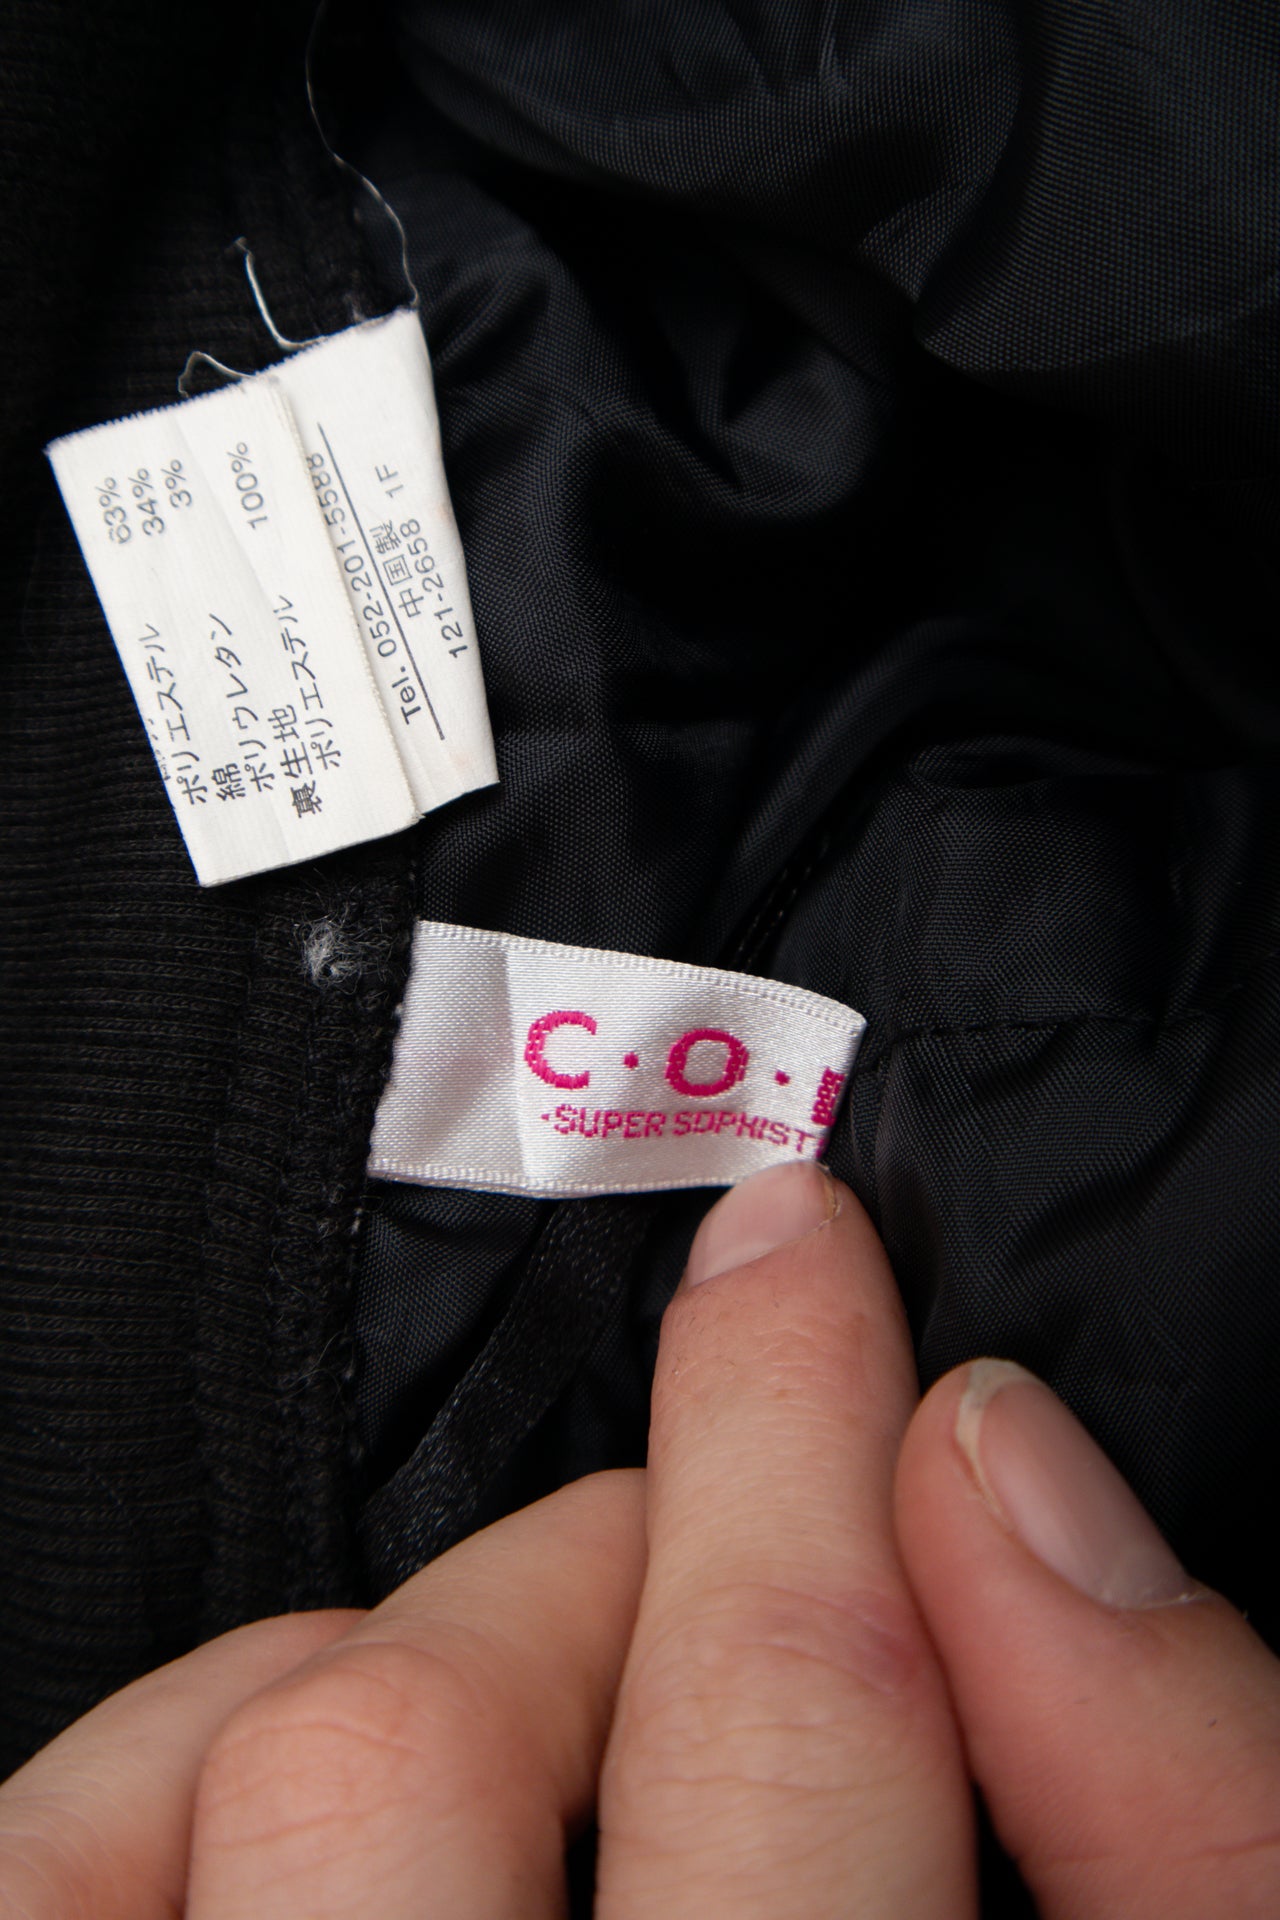 ポリエステル 63%
綿 34%
ポリウレタン 3%
裏生地
ポリエステル 100%
Tel. 052-201-5588
中国製 1F
121-2658
C・O・
・SUPER SOPHIST